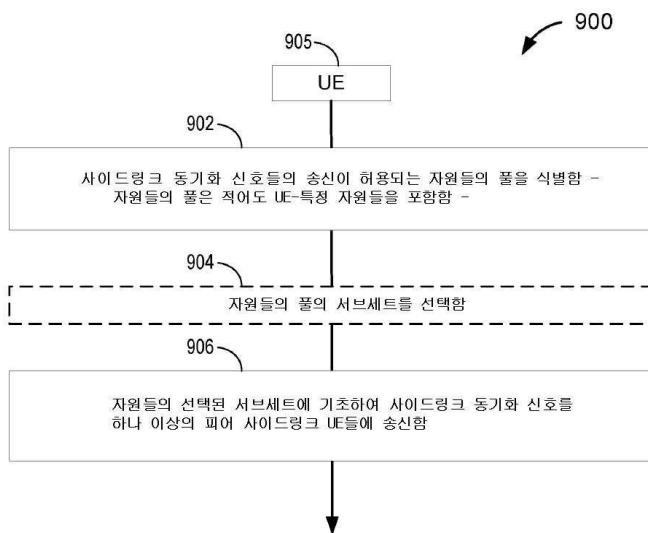 900
905
UE
902
사이드링크 동기화 신호들의 송신이 허용되는 자원들의 풀을 식별함 -
자원들의 풀은 적어도 UE-특정 자원들을 포함함 -
904
자원들의 풀의 서브세트를 선택함
906
자원들의 선택된 서브세트에 기초하여 사이드링크 동기화 신호를
하나 이상의 피어 사이드링크 UE들에 송신함